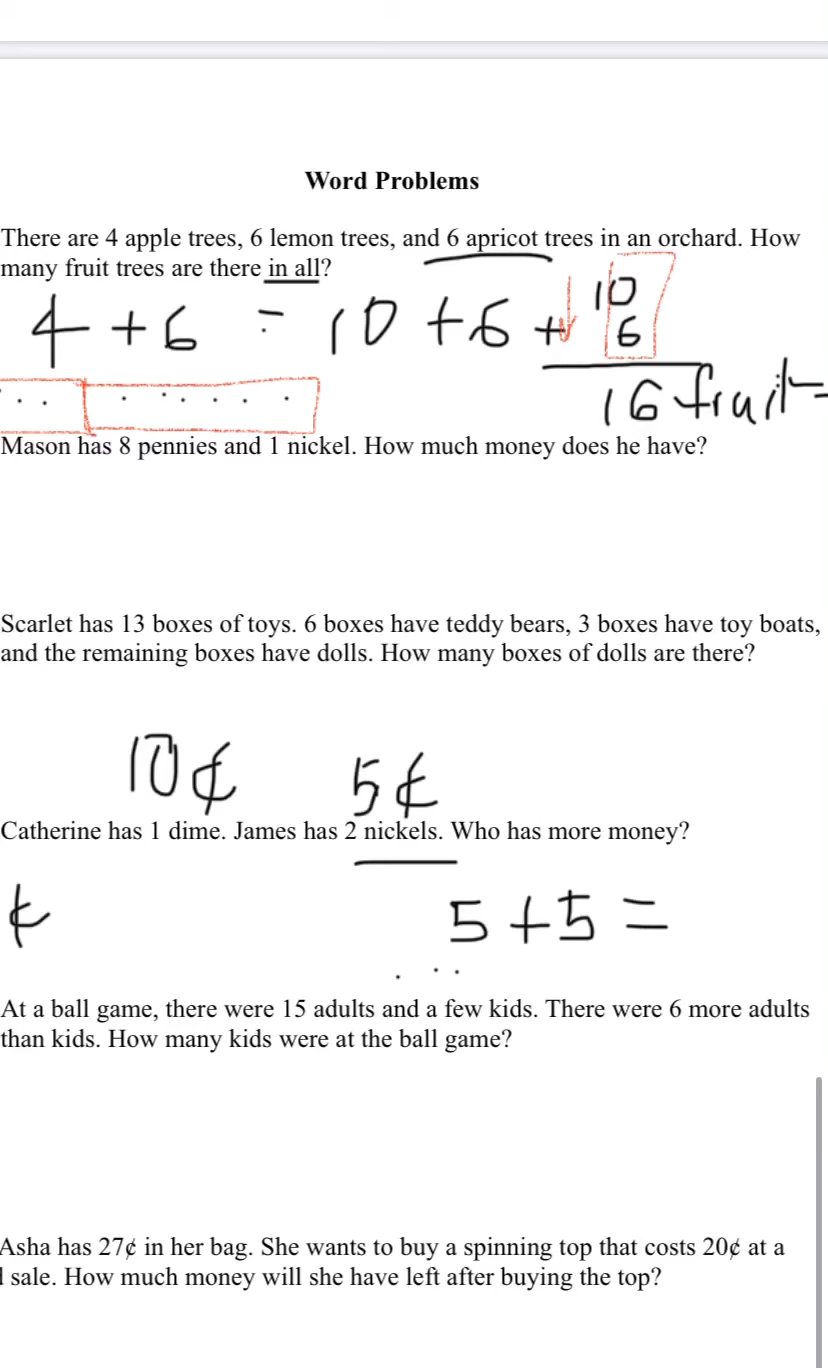 Word Problems
There are 4 apple trees, 6 lemon trees, and 6 apricot trees in an orchard. How
many fruit trees are there in all?
4 + 6 = 10 + 6
10
+ 6
16 fruit
Mason has 8 pennies and 1 nickel. How much money does he have?
Scarlet has 13 boxes of toys. 6 boxes have teddy bears, 3 boxes have toy boats,
and the remaining boxes have dolls. How many boxes of dolls are there?
10¢ 5¢
Catherine has 1 dime. James has 2 nickels. Who has more money?
¢ 5 + 5 =
At a ball game, there were 15 adults and a few kids. There were 6 more adults
than kids. How many kids were at the ball game?
Asha has 27¢ in her bag. She wants to buy a spinning top that costs 20¢ at a
sale. How much money will she have left after buying the top?